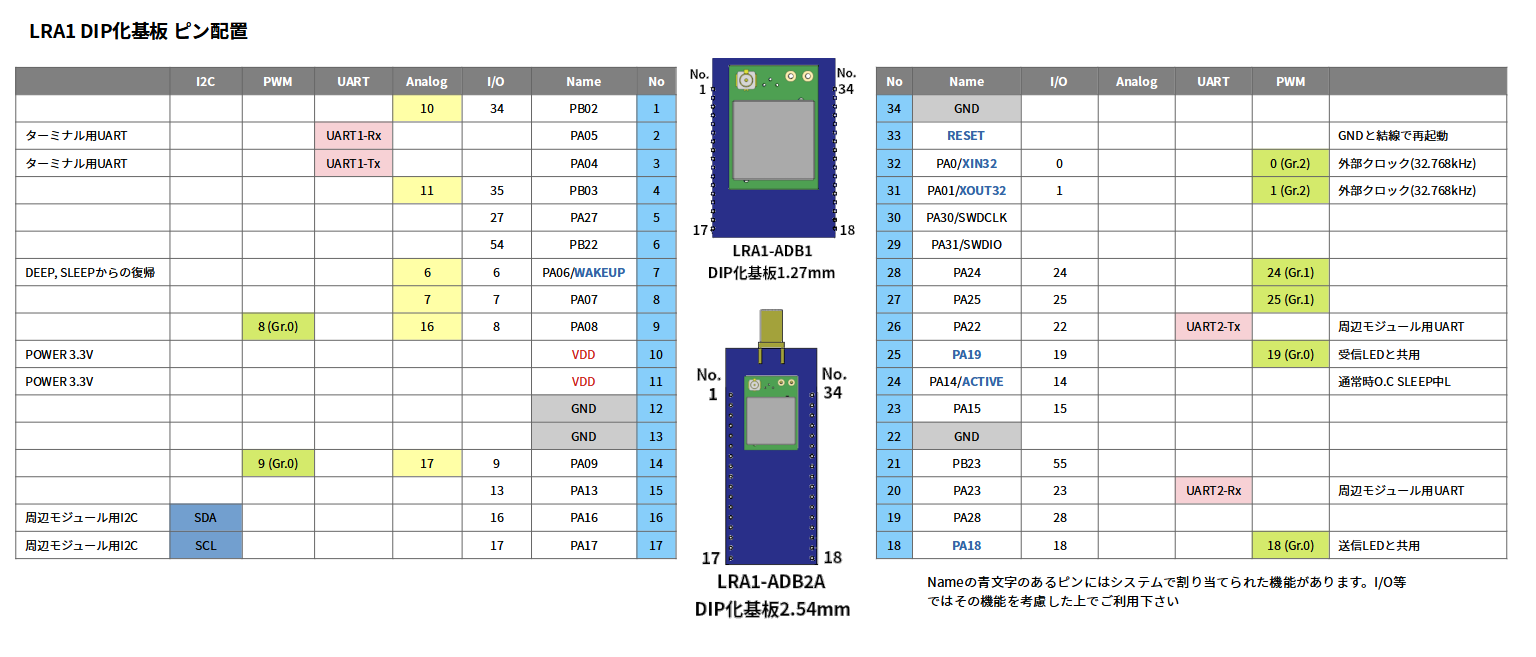 LRA1 DIP化基板 ピン配置
I2C PWM UART Analog I/O Name No
10 34 PB02 1
ターミナル用UART UART1-Rx PA05 2
ターミナル用UART UART1-Tx PA04 3
11 35 PB03 4
27 PA27 5
54 PB22 6
DEEP, SLEEPからの復帰 6 6 PA06/WAKEUP 7
7 7 PA07 8
8 (Gr.0) 16 8 PA08 9
POWER 3.3V VDD 10
POWER 3.3V VDD 11
GND 12
GND 13
9 (Gr.0) 17 9 PA09 14
13 PA13 15
周辺モジュール用I2C SDA 16 PA16 16
周辺モジュール用I2C SCL 17 PA17 17
No. No.
1 34
17 18
LRA1-ADB1
DIP化基板1.27mm
No. No.
1 34
17 18
LRA1-ADB2A
DIP化基板2.54mm
No Name I/O Analog UART PWM
34 GND
33 RESET GNDと結線で再起動
32 PA0/XIN32 0 0 (Gr.2) 外部クロック(32.768kHz)
31 PA01/XOUT32 1 1 (Gr.2) 外部クロック(32.768kHz)
30 PA30/SWDCLK
29 PA31/SWDIO
28 PA24 24 24 (Gr.1)
27 PA25 25 25 (Gr.1)
26 PA22 22 UART2-Tx 周辺モジュール用UART
25 PA19 19 19 (Gr.0) 受信LEDと共用
24 PA14/ACTIVE 14 通常時O.C SLEEP中L
23 PA15 15
22 GND
21 PB23 55
20 PA23 23 UART2-Rx 周辺モジュール用UART
19 PA28 28
18 PA18 18 18 (Gr.0) 送信LEDと共用
Nameの青文字のあるピンにはシステムで割り当てられた機能があります。I/O等
ではその機能を考慮した上でご利用下さい